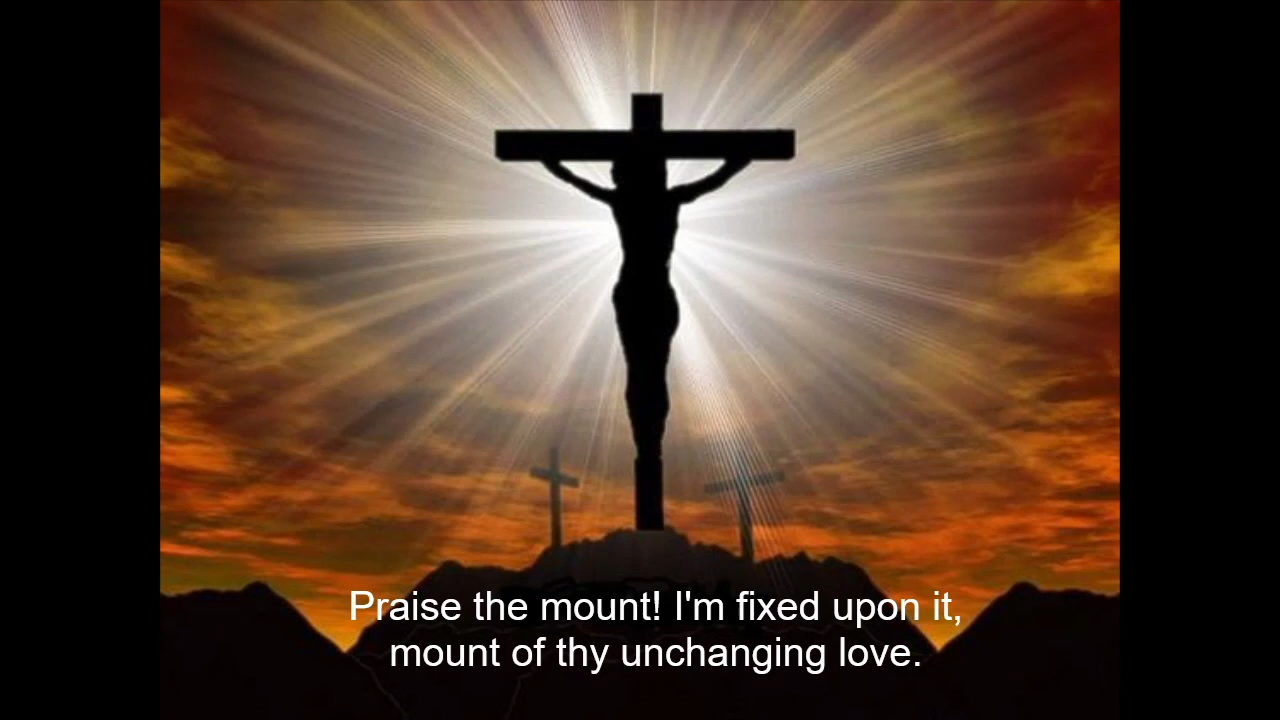 Praise the mount! I'm fixed upon it,
mount of thy unchanging love.